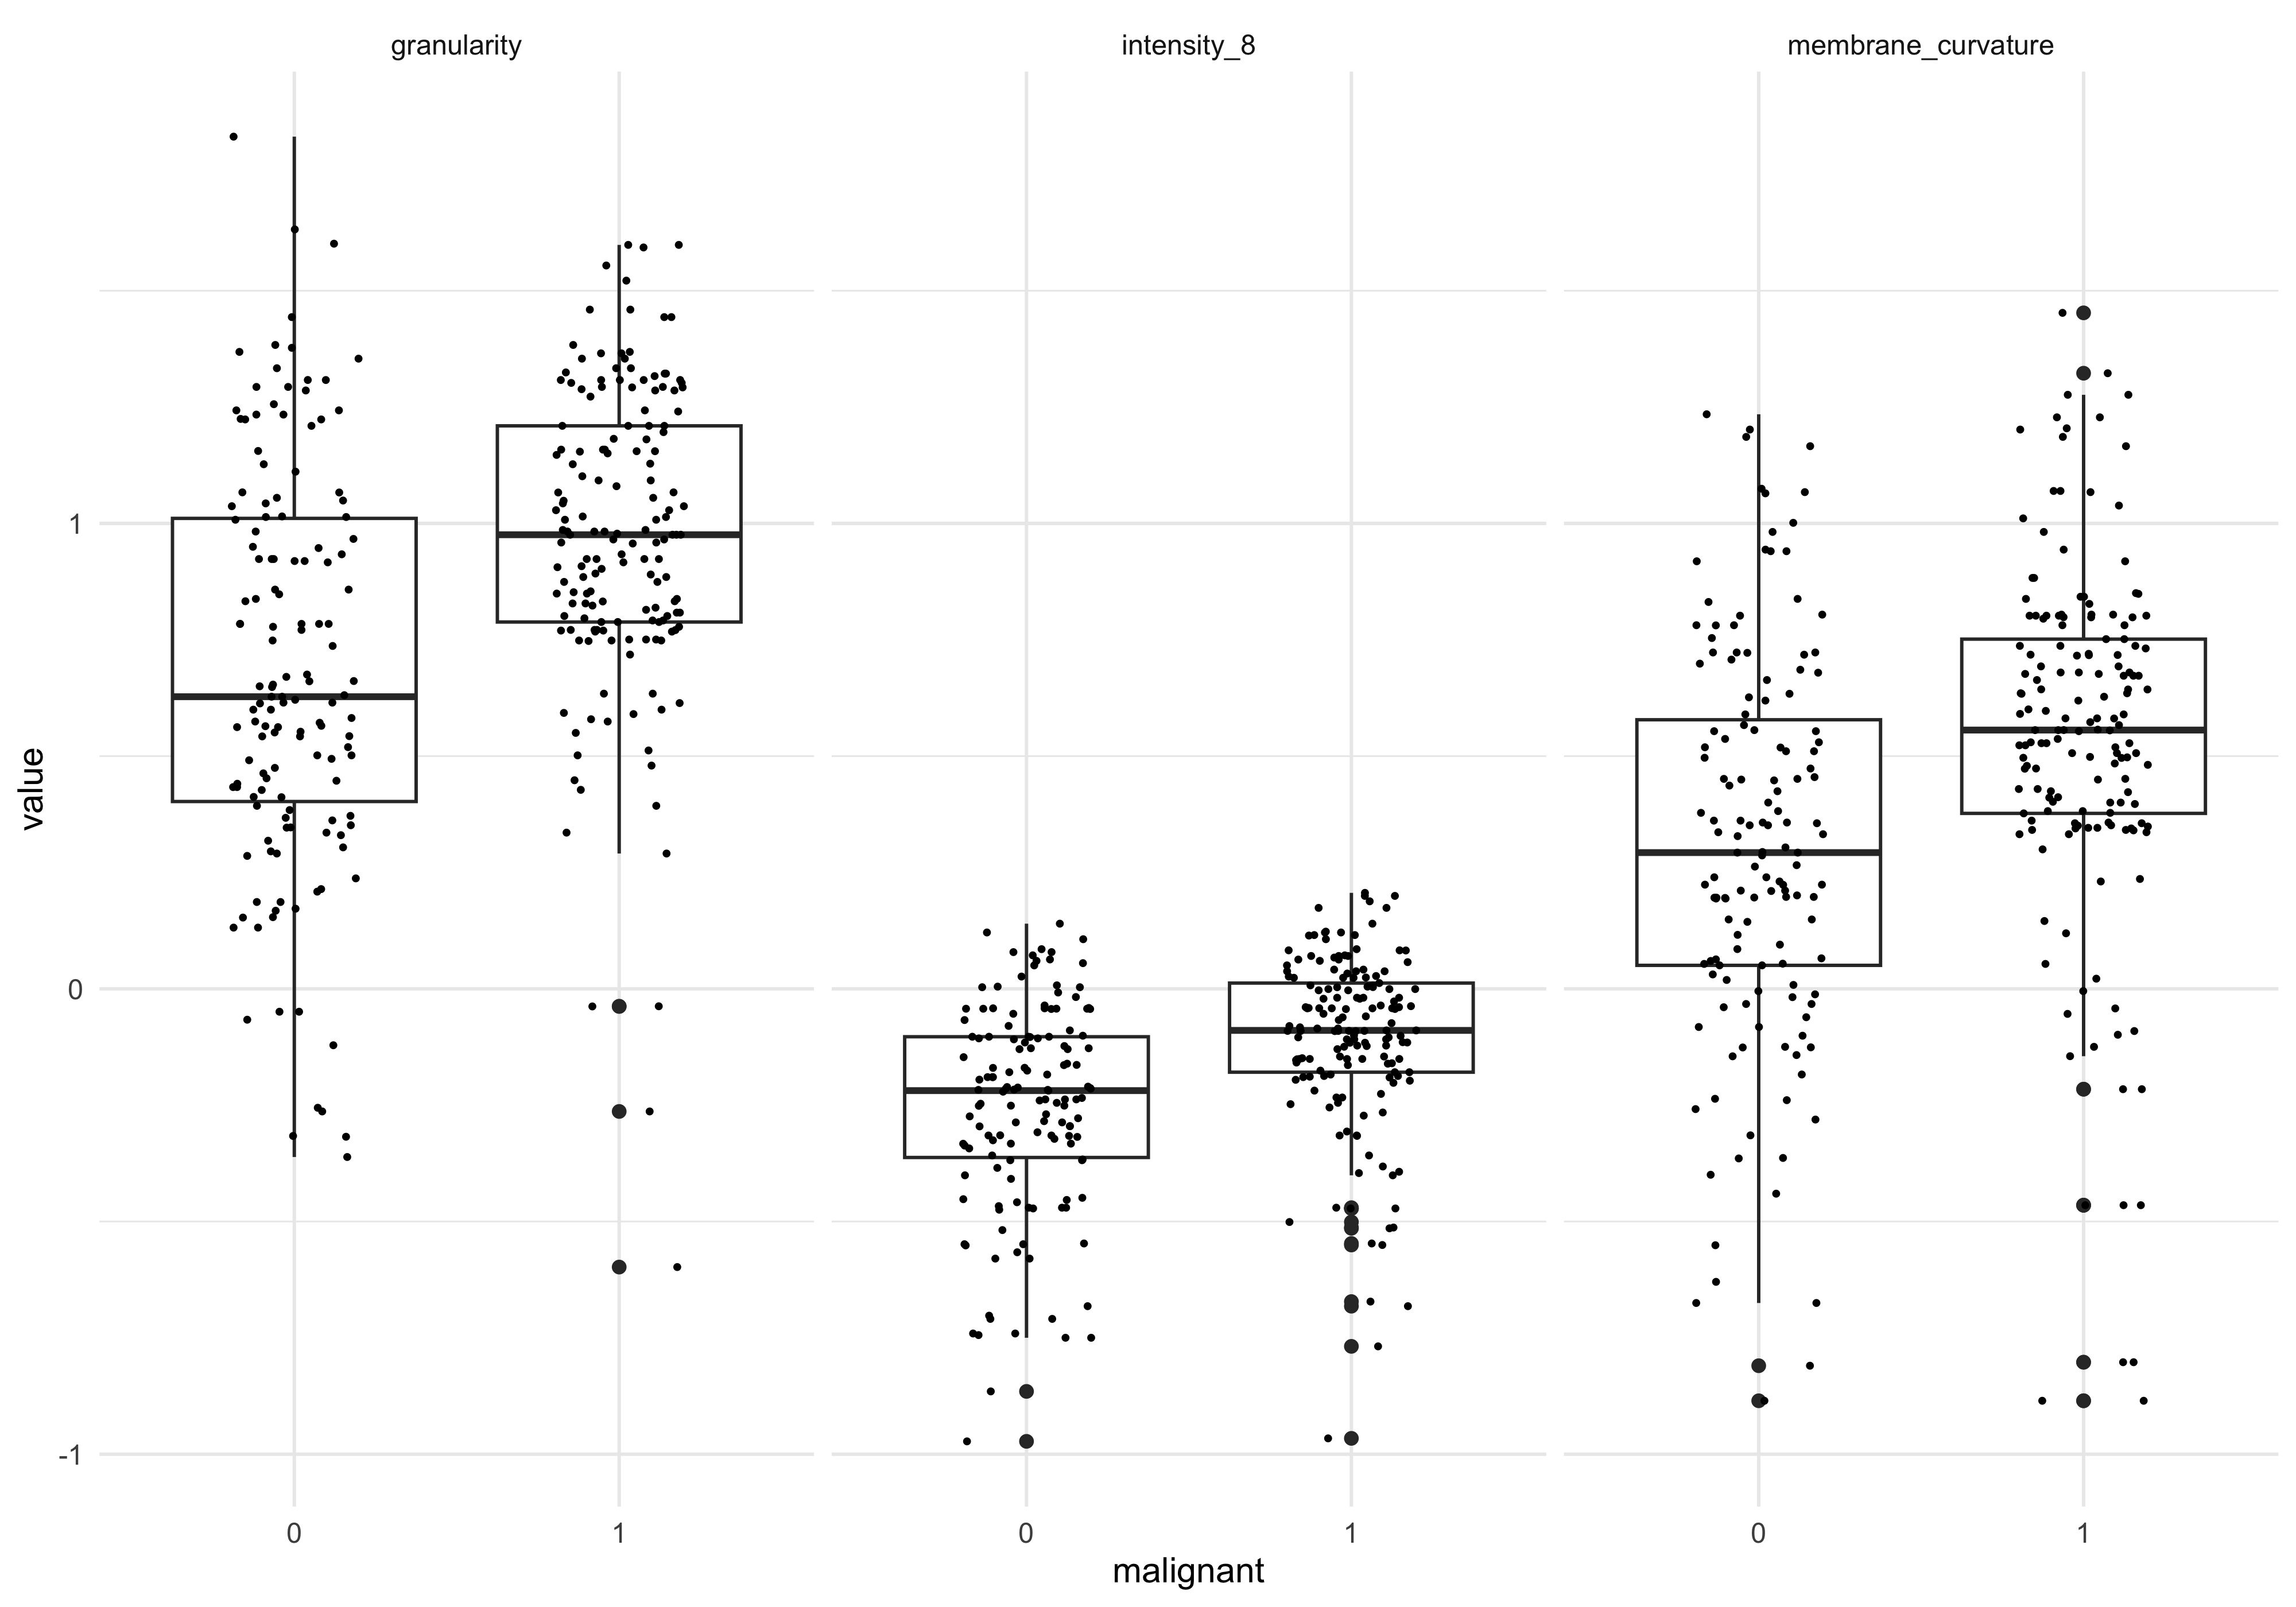 granularity
intensity_8
membrane_curvature
value
1
0
-1
0
1
0
1
0
1
malignant